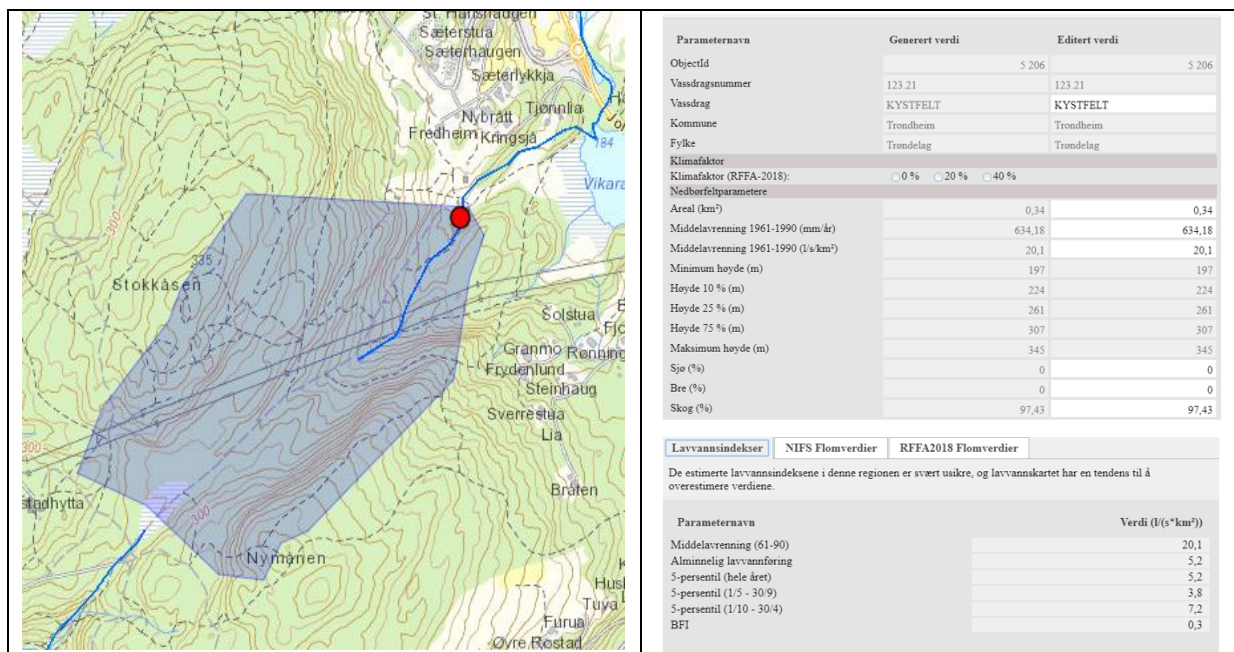 St. Hanshaugen
Sæterstua
Sæterhaugen
Sæterlykkja
Tjønnlia
Nybrått
Fredheim
Kringsjå
184
Vikara
300
335
Stokkåsen
Solstua
Granmo
Rønning
Frydenlund
Steinhaug
Sverrestua
Lia
300
Bråten
stadhytta
300
Nymånen
Tuva
Furua
Øvre Rostad
Parameternavn Generert verdi Editert verdi
ObjectId 5 206 5 206
Vassdragsnummer 123.21 123.21
Vassdrag KYSTFELT KYSTFELT
Kommune Trondheim Trondheim
Fylke Trøndelag Trøndelag
Klimafaktor
Klimafaktor (RFFA-2018): 0 % 20 % 40 %
Nedbørfeltparametere
Areal (km²) 0,34 0,34
Middelavrenning 1961-1990 (mm/år) 634,18 634,18
Middelavrenning 1961-1990 (l/s/km²) 20,1 20,1
Minimum høyde (m) 197 197
Høyde 10 % (m) 224 224
Høyde 25 % (m) 261 261
Høyde 75 % (m) 307 307
Maksimum høyde (m) 345 345
Sjø (%) 0 0
Bre (%) 0 0
Skog (%) 97,43 97,43
Lavvannsindekser NIFS Flomverdier RFFA2018 Flomverdier
De estimerte lavvannsindeksene i denne regionen er svært usikre, og lavvannskartet har en tendens til å
overestimere verdiene.
Parameternavn Verdi (l/(s*km²))
Middelavrenning (61-90) 20,1
Alminnelig lavvannføring 5,2
5-persentil (hele året) 5,2
5-persentil (1/5 - 30/9) 3,8
5-persentil (1/10 - 30/4) 7,2
BFI 0,3